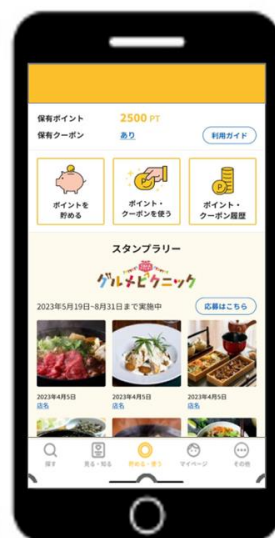 保有ポイント 2500 PT
保有クーポン あり 利用ガイド
ポイントを
貯める
ポイント・
クーポンを使う
ポイント・
クーポン履歴
スタンプラリー
グルメピクニック
2023年5月19日~8月31日まで実施中 応募はこちら
2023年4月5日 2023年4月5日 2023年4月5日
店名 店名 店名
探す 見る・知る 貯める・使う マイページ その他